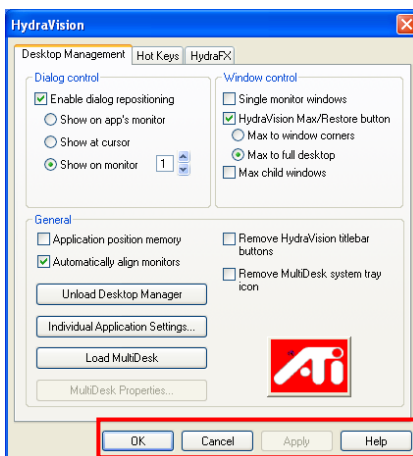 HydraVision
Desktop Management Hot Keys HydraFX
Dialog control
Enable dialog repositioning
Show on app's monitor
Show at cursor
Show on monitor 1
Window control
Single monitor windows
HydraVision Max/Restore button
Max to window corners
Max to full desktop
Max child windows
General
Application position memory
Automatically align monitors
Unload Desktop Manager
Individual Application Settings...
Load MultiDesk
MultiDesk Properties...
Remove HydraVision titlebar
buttons
Remove MultiDesk system tray
icon
ATi
OK Cancel Apply Help